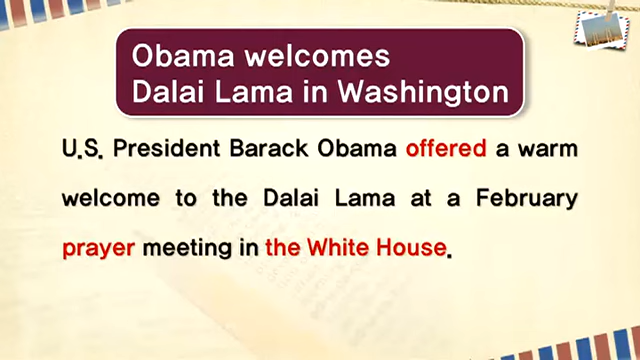 Obama welcomes
Dalai Lama in Washington
U.S. President Barack Obama offered a warm
welcome to the Dalai Lama at a February
prayer meeting in the White House.